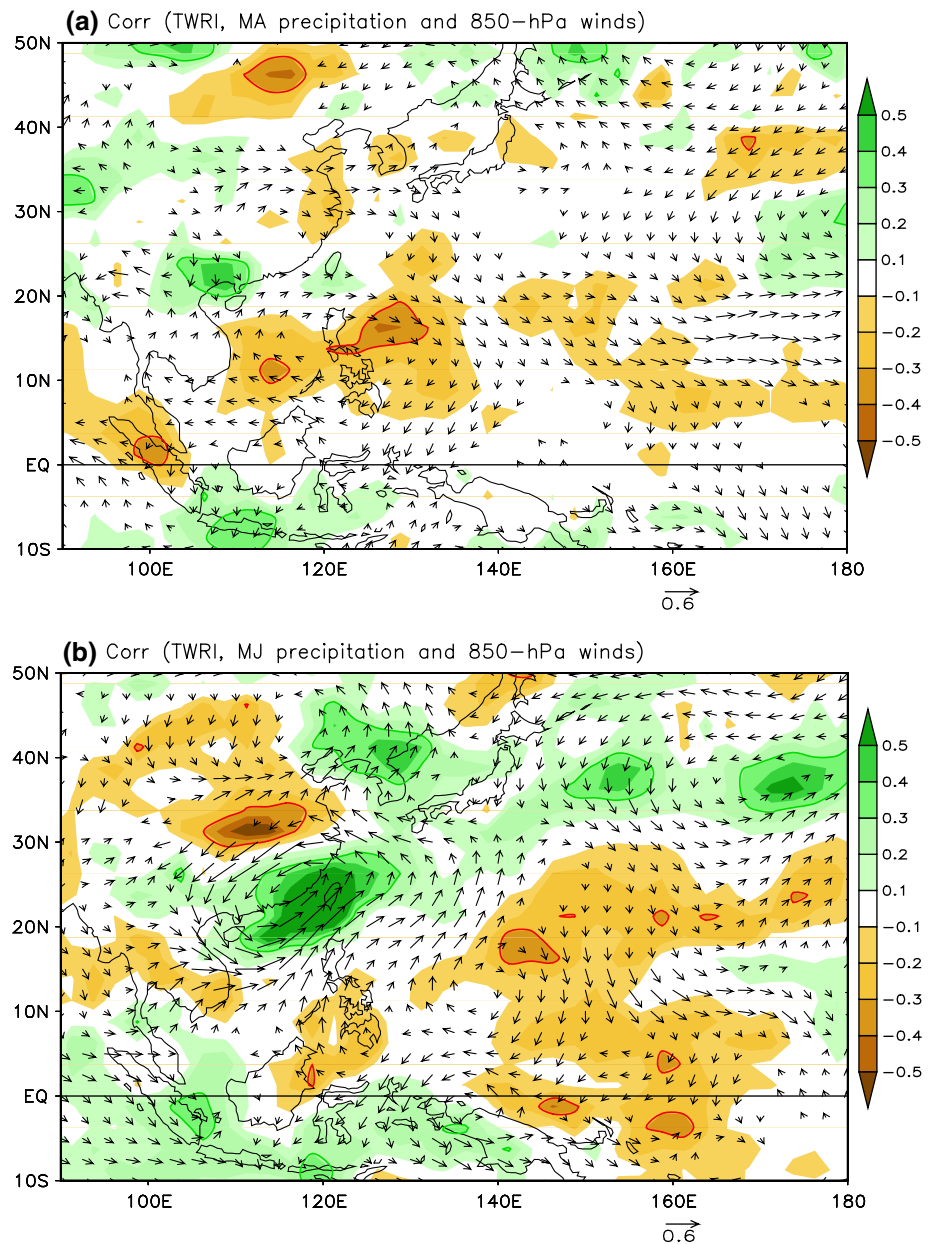 (a) Corr (TWRI, MA precipitation and 850-hPa winds)
50N
40N
30N
20N
10N
EQ
10S
100E 120E 140E 160E 180
0.6
0.5
0.4
0.3
0.2
0.1
-0.1
-0.2
-0.3
-0.4
-0.5
(b) Corr (TWRI, MJ precipitation and 850-hPa winds)
50N
40N
30N
20N
10N
EQ
10S
100E 120E 140E 160E 180
0.6
0.5
0.4
0.3
0.2
0.1
-0.1
-0.2
-0.3
-0.4
-0.5